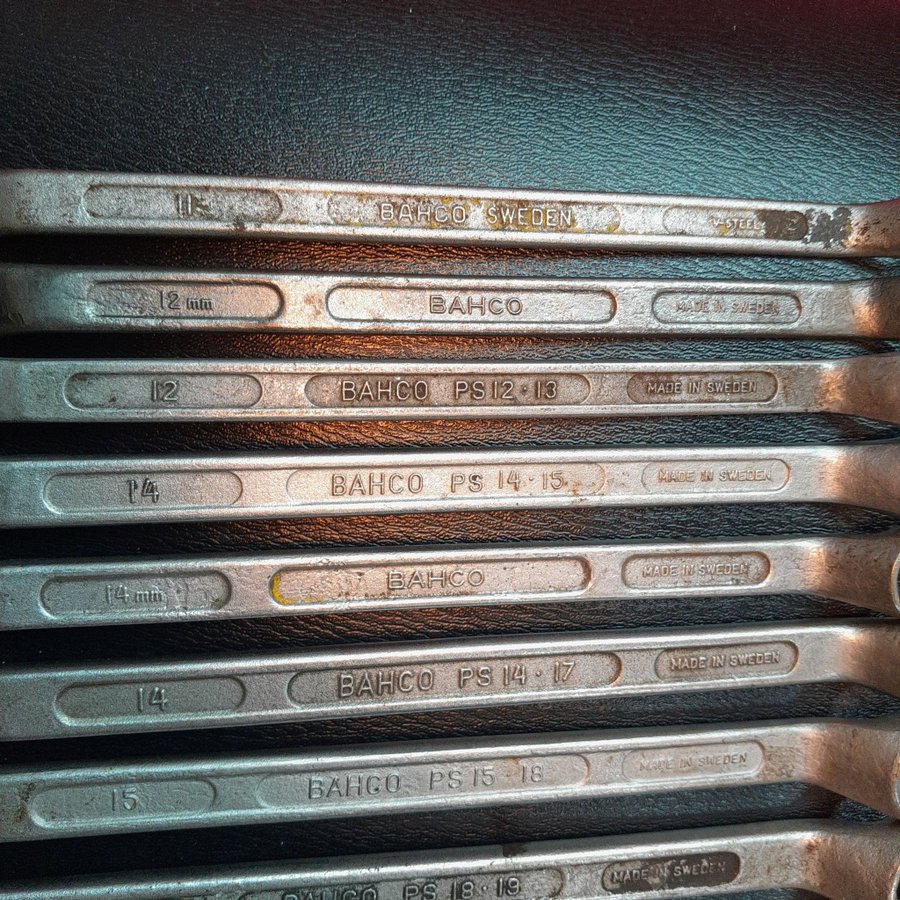 11 BAHCO SWEDEN V-STEEL
12 mm BAHCO MADE IN SWEDEN
12 BAHCO PS 12 · 13 MADE IN SWEDEN
14 BAHCO PS 14 · 15 MADE IN SWEDEN
14 mm BAHCO MADE IN SWEDEN
14 BAHCO PS 14 · 17 MADE IN SWEDEN
15 BAHCO PS 15 · 18 MADE IN SWEDEN
BAHCO PS 18 · 19 MADE IN SWEDEN